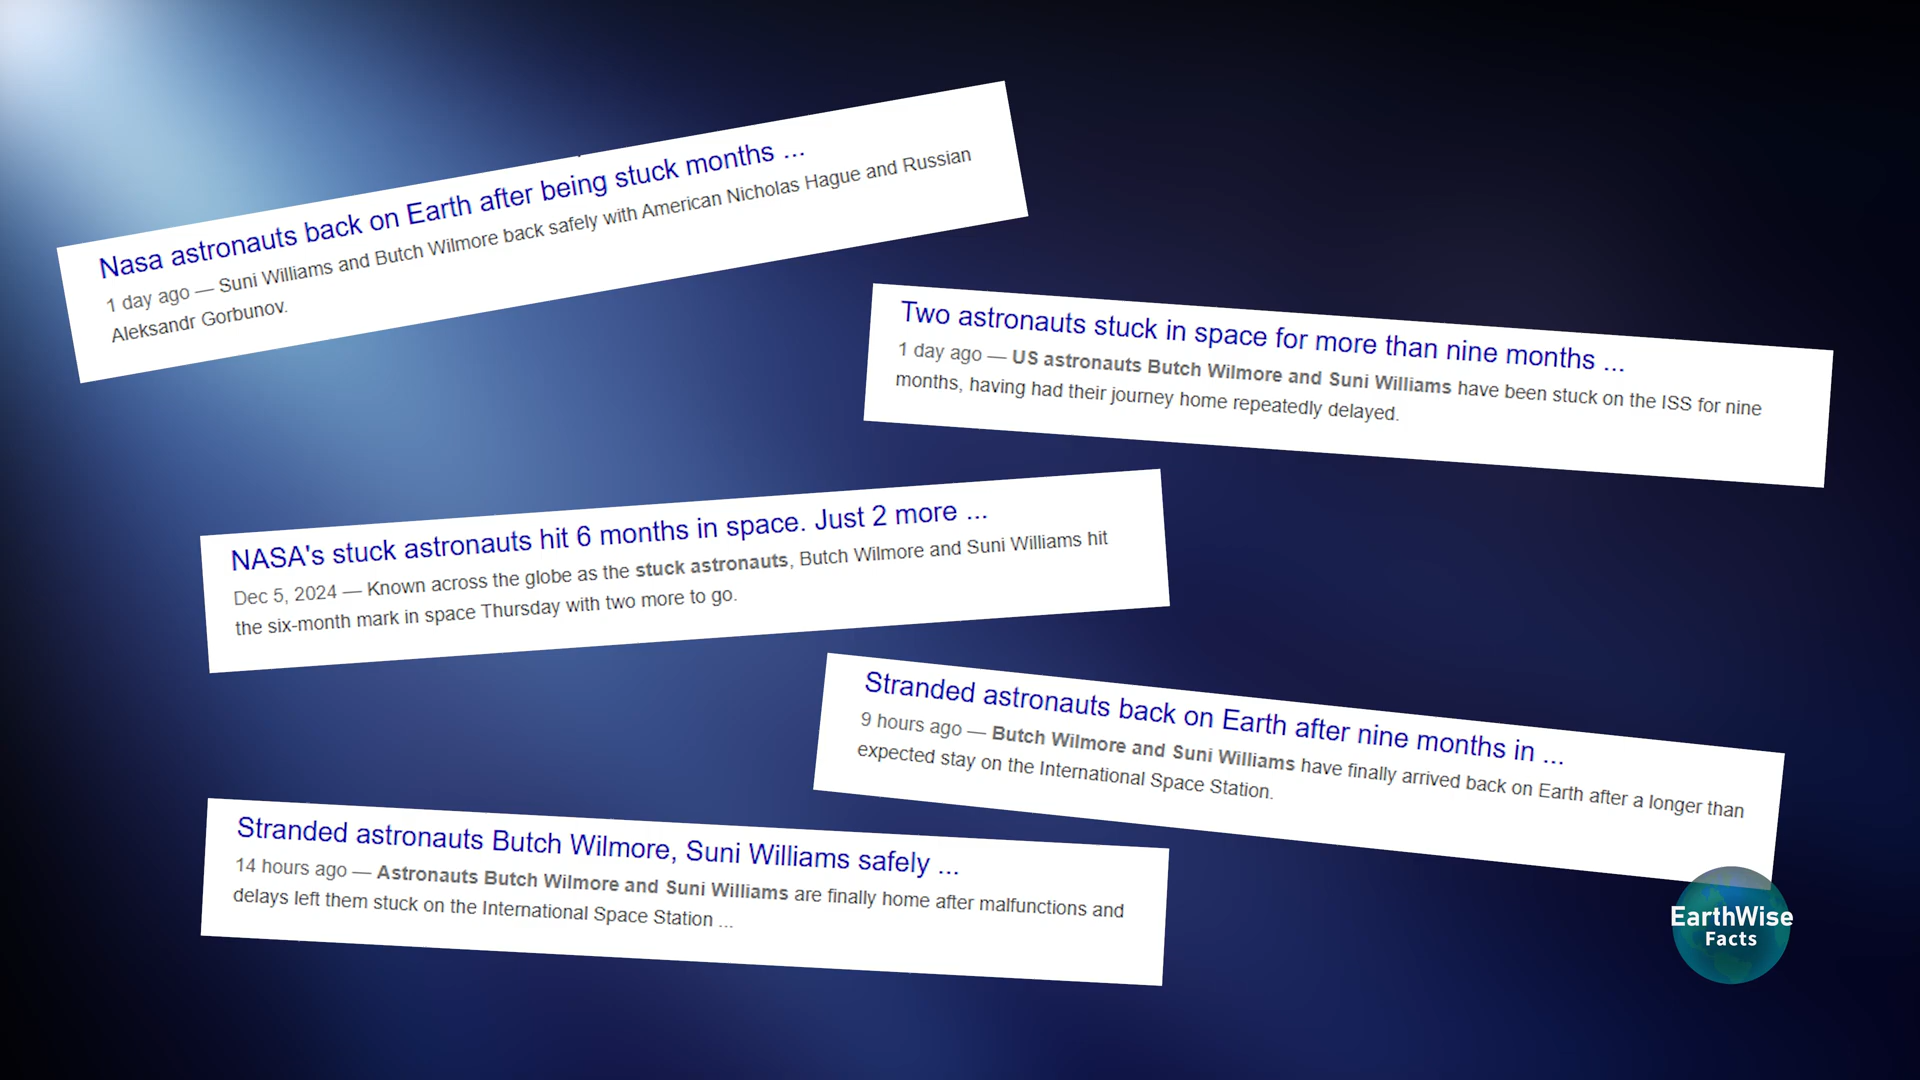 Nasa astronauts back on Earth after being stuck months ...
1 day ago — Suni Williams and Butch Wilmore back safely with American Nicholas Hague and Russian
Aleksandr Gorbunov.
Two astronauts stuck in space for more than nine months ...
1 day ago — US astronauts Butch Wilmore and Suni Williams have been stuck on the ISS for nine
months, having had their journey home repeatedly delayed.
NASA's stuck astronauts hit 6 months in space. Just 2 more ...
Dec 5, 2024 — Known across the globe as the stuck astronauts, Butch Wilmore and Suni Williams hit
the six-month mark in space Thursday with two more to go.
Stranded astronauts back on Earth after nine months in ...
9 hours ago — Butch Wilmore and Suni Williams have finally arrived back on Earth after a longer than
expected stay on the International Space Station.
Stranded astronauts Butch Wilmore, Suni Williams safely ...
14 hours ago — Astronauts Butch Wilmore and Suni Williams are finally home after malfunctions and
delays left them stuck on the International Space Station ...
EarthWise
Facts